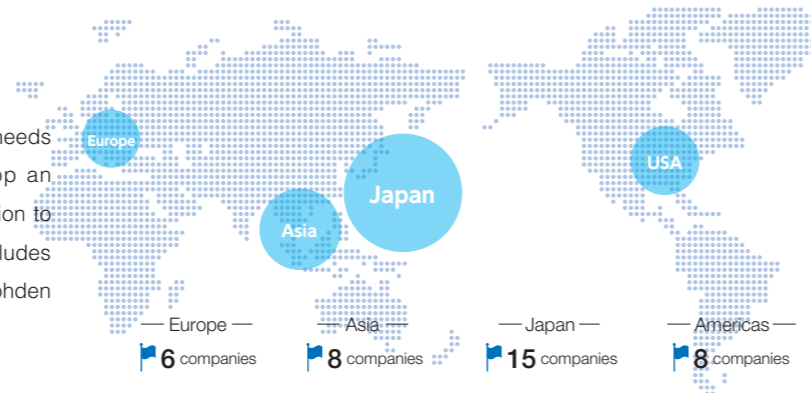 needs
op an
ion to
ludes
ohden
Europe
Asia
Japan
USA
— Europe —
6 companies
— Asia —
8 companies
— Japan —
15 companies
— Americas —
8 companies